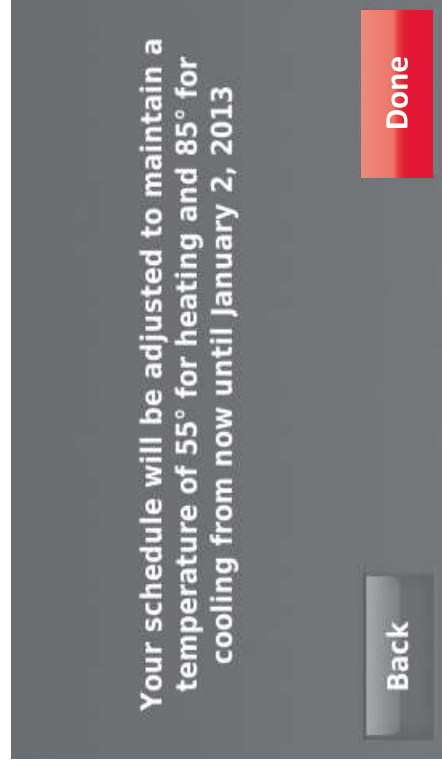 Your schedule will be adjusted to maintain a
temperature of 55° for heating and 85° for
cooling from now until January 2, 2013
Back
Done